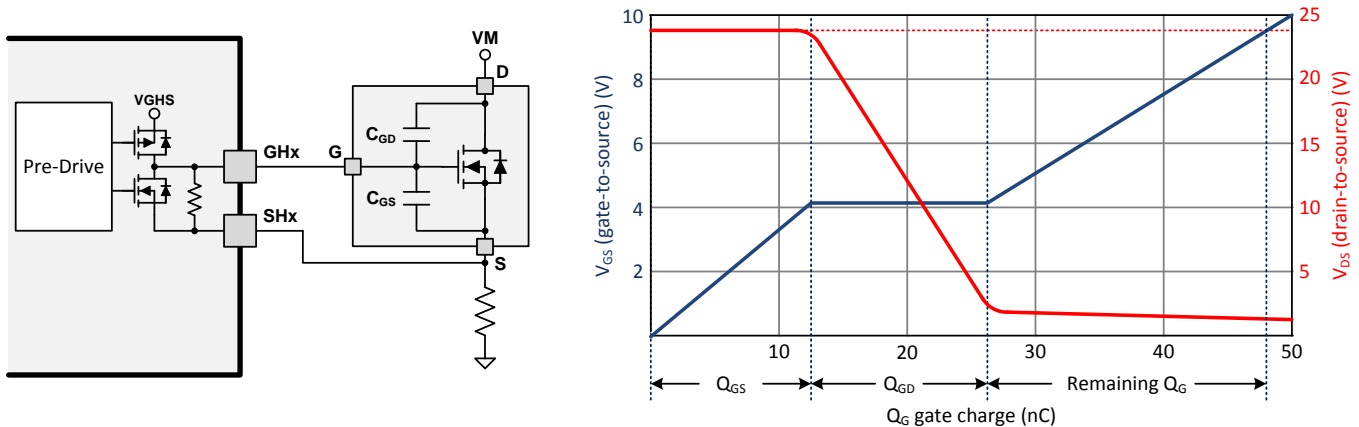 Pre-Drive
VGHS
GHx
SHx
VM
D
G
CGD
CGS
S
VGS (gate-to-source) (V)
10
8
6
4
2
25
20
15
10
5
VDS (drain-to-source) (V)
10
20
30
40
50
QGS
QGD
Remaining QG
QG gate charge (nC)